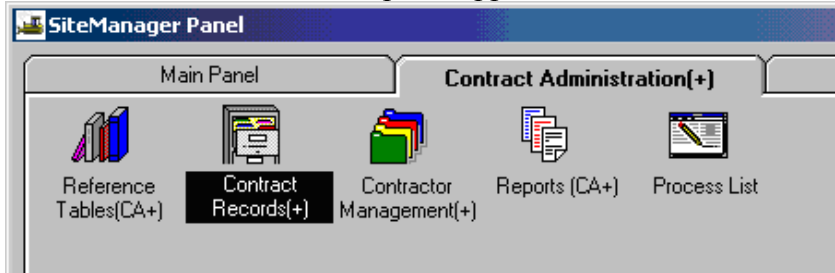 SiteManager Panel
Main Panel
Contract Administration(+)
Reference
Tables(CA+)
Contract
Records(+)
Contractor
Management(+)
Reports (CA+)
Process List